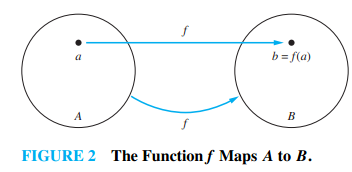 f
a
b = f(a)
A
B
f
FIGURE 2 The Function f Maps A to B.